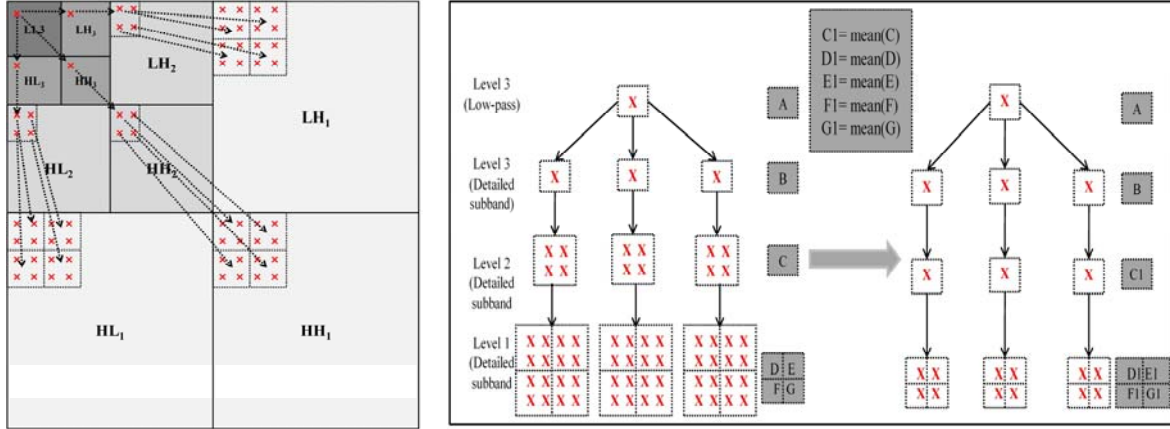 LL3
LH3
LH2
LH1
HL3
HH3
HL2
HH2
HL1
HH1
Level 3
(Low-pass)
X
A
Level 3
(Detailed
subband)
X X X
B
Level 2
(Detailed
subband
X X X X X X
X X X X X X
C
Level 1
(Detailed
subband
X X X X X X X X X X X X
X X X X X X X X X X X X
X X X X X X X X X X X X
X X X X X X X X X X X X
D E
F G
C1= mean(C)
D1= mean(D)
E1= mean(E)
F1= mean(F)
G1= mean(G)
X
A
X X X
B
X X X
C1
X X X X X X
X X X X X X
D1 E1
F1 G1